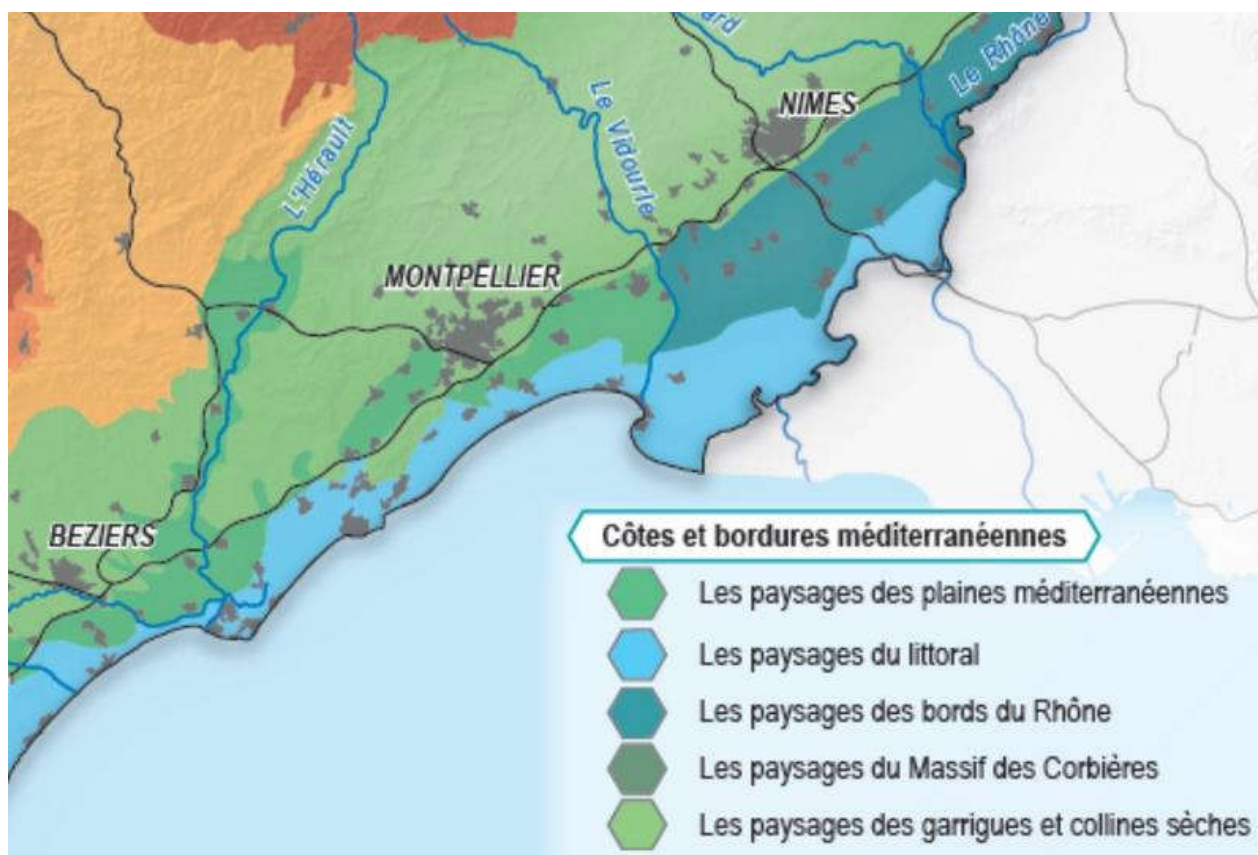 ard
Le Rhône
NIMES
Le Vidourle
L'Hérault
MONTPELLIER
BEZIERS
Côtes et bordures méditerranéennes
Les paysages des plaines méditerranéennes
Les paysages du littoral
Les paysages des bords du Rhône
Les paysages du Massif des Corbières
Les paysages des garrigues et collines sèches